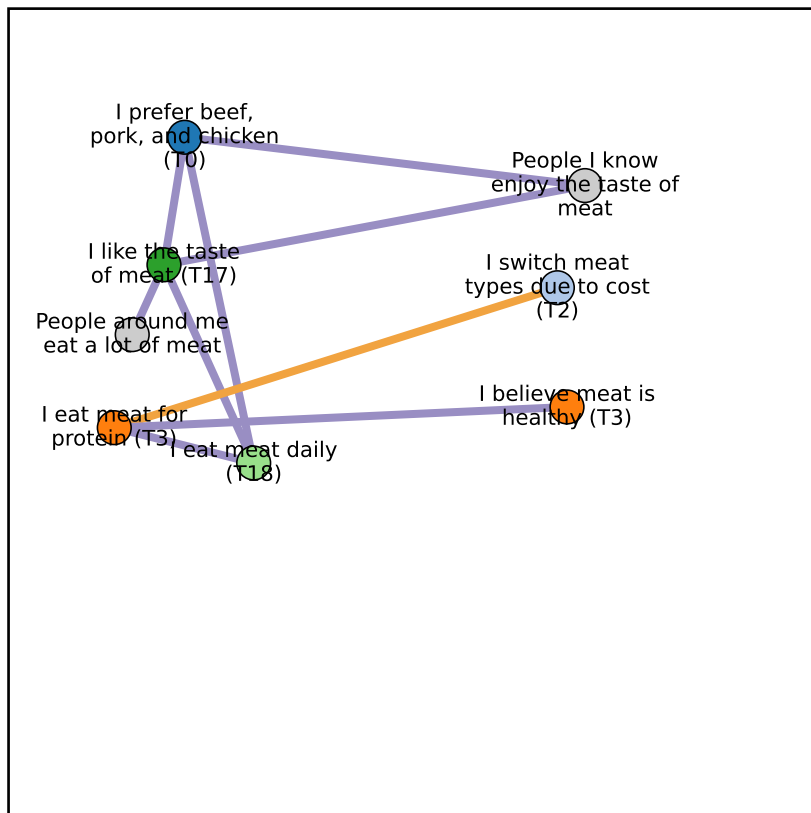 I prefer beef,
pork, and chicken
(T0)
People I know
enjoy the taste of
meat
I like the taste
of meat (T17)
I switch meat
types due to cost
(T2)
People around me
eat a lot of meat
I believe meat is
healthy (T3)
I eat meat for
protein (T3)
I eat meat daily
(T18)